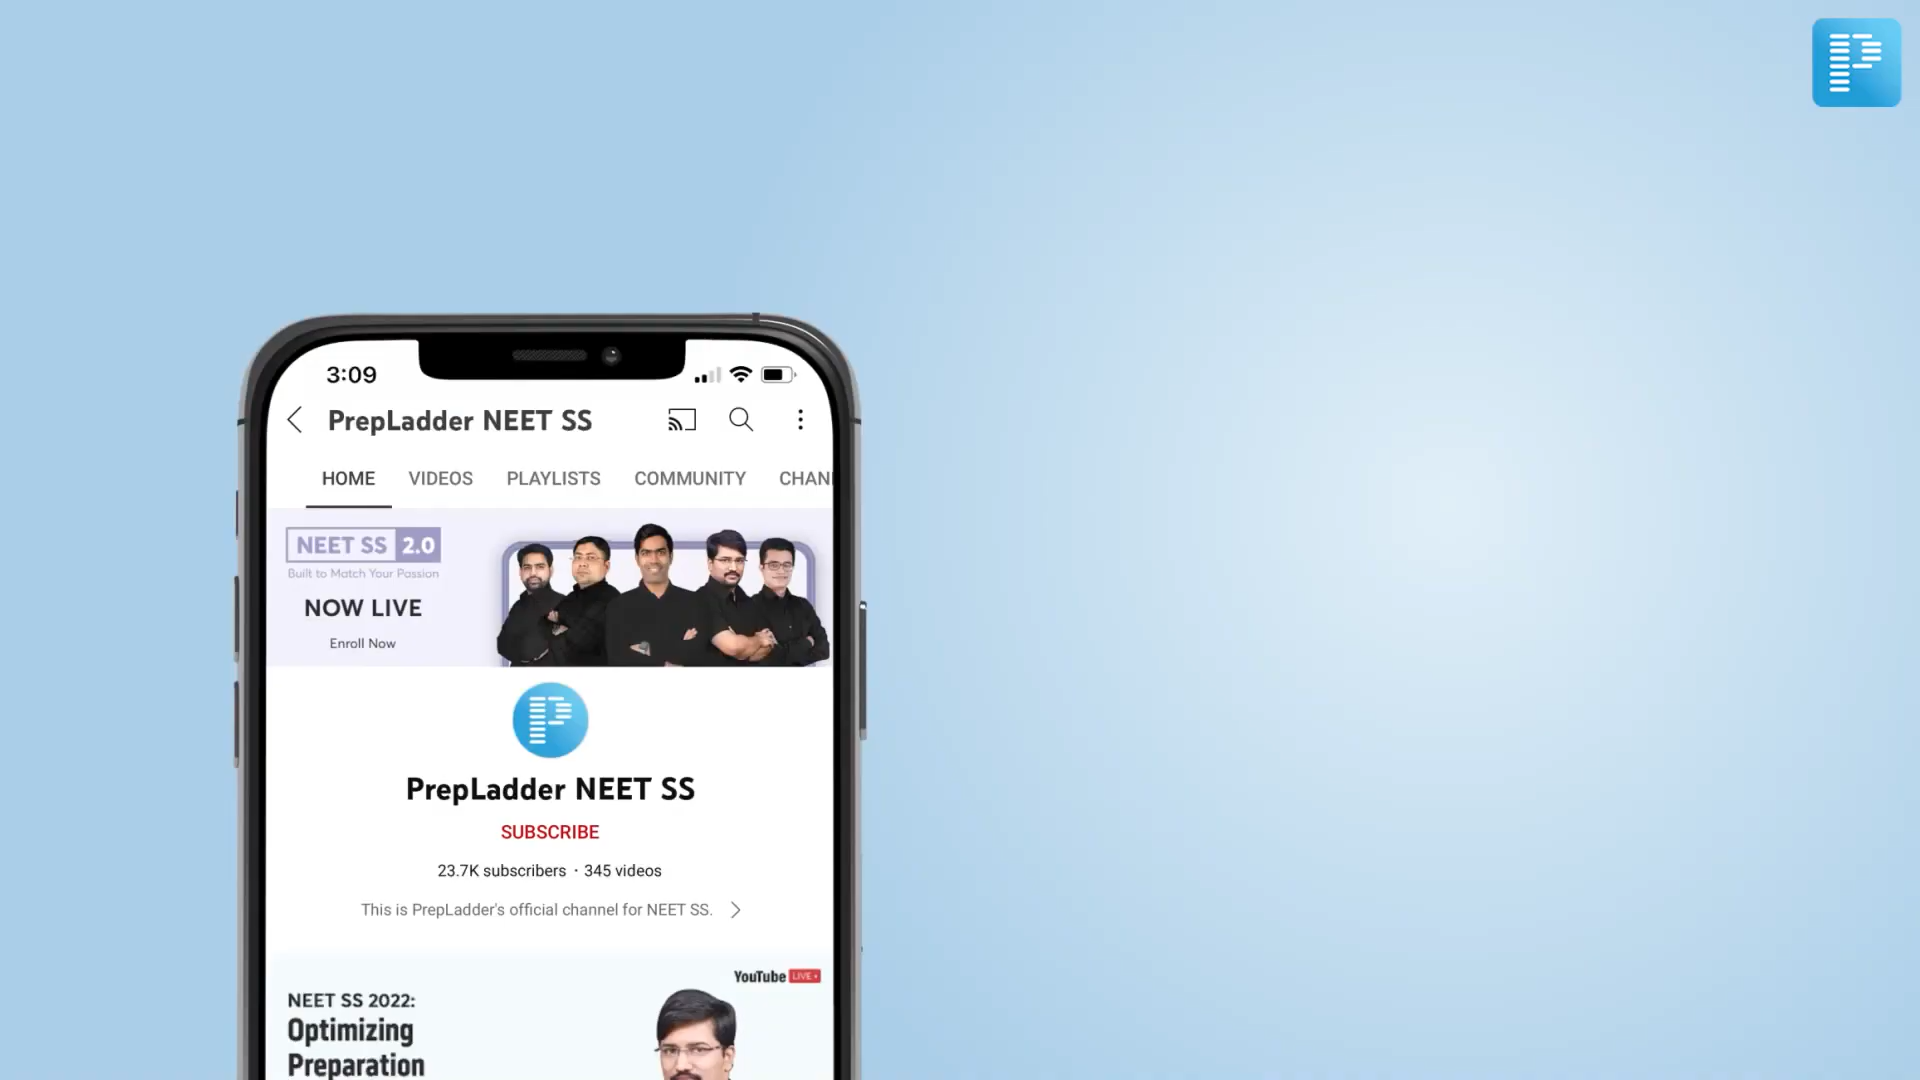 3:09
PrepLadder NEET SS
HOME VIDEOS PLAYLISTS COMMUNITY CHAN
NEET SS 2.0
Built to Match Your Passion
NOW LIVE
Enroll Now
PrepLadder NEET SS
SUBSCRIBE
23.7K subscribers · 345 videos
This is PrepLadder's official channel for NEET SS.
YouTube LIVE
NEET SS 2022:
Optimizing
Preparation